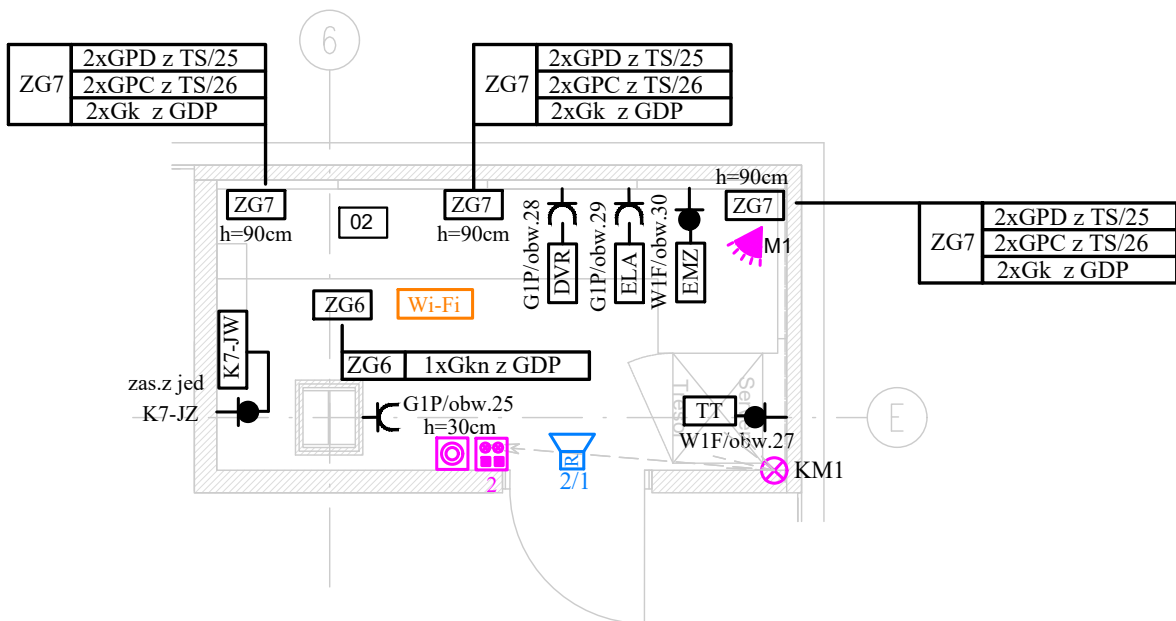 6
ZG7
2xGPD z TS/25
2xGPC z TS/26
2xGk z GDP
ZG7
2xGPD z TS/25
2xGPC z TS/26
2xGk z GDP
ZG7
h=90cm
02
ZG7
h=90cm
G1P/obw.28
DVR
G1P/obw.29
ELA
W1F/obw.30
EMZ
h=90cm
ZG7
M1
ZG7
2xGPD z TS/25
2xGPC z TS/26
2xGk z GDP
ZG6
Wi-Fi
ZG6
1xGkn z GDP
K7-JW
zas.z jed
K7-JZ
G1P/obw.25
h=30cm
2
R
2/1
TT
W1F/obw.27
KM1
E